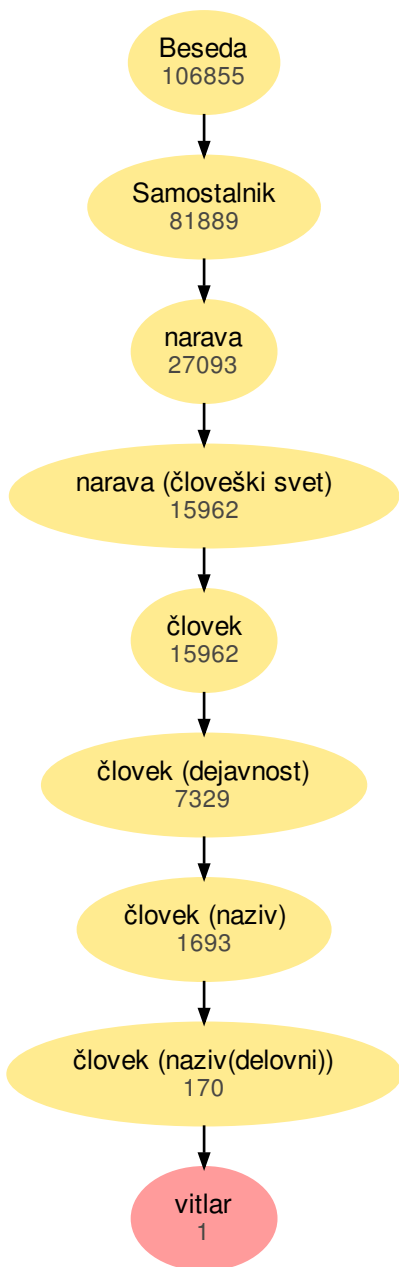 Beseda
106855
Samostalnik
81889
narava
27093
narava (človeški svet)
15962
človek
15962
človek (dejavnost)
7329
človek (naziv)
1693
človek (naziv(delovni))
170
vitlar
1